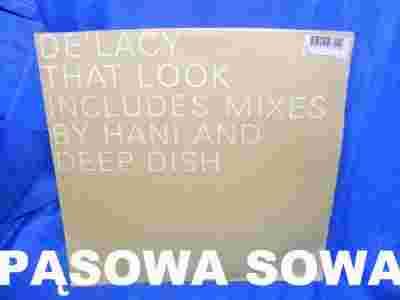 DE'LACY
THAT LOOK
INCLUDES MIXES
BY HANI AND
DEEP DISH
PĄSOWA SOWA